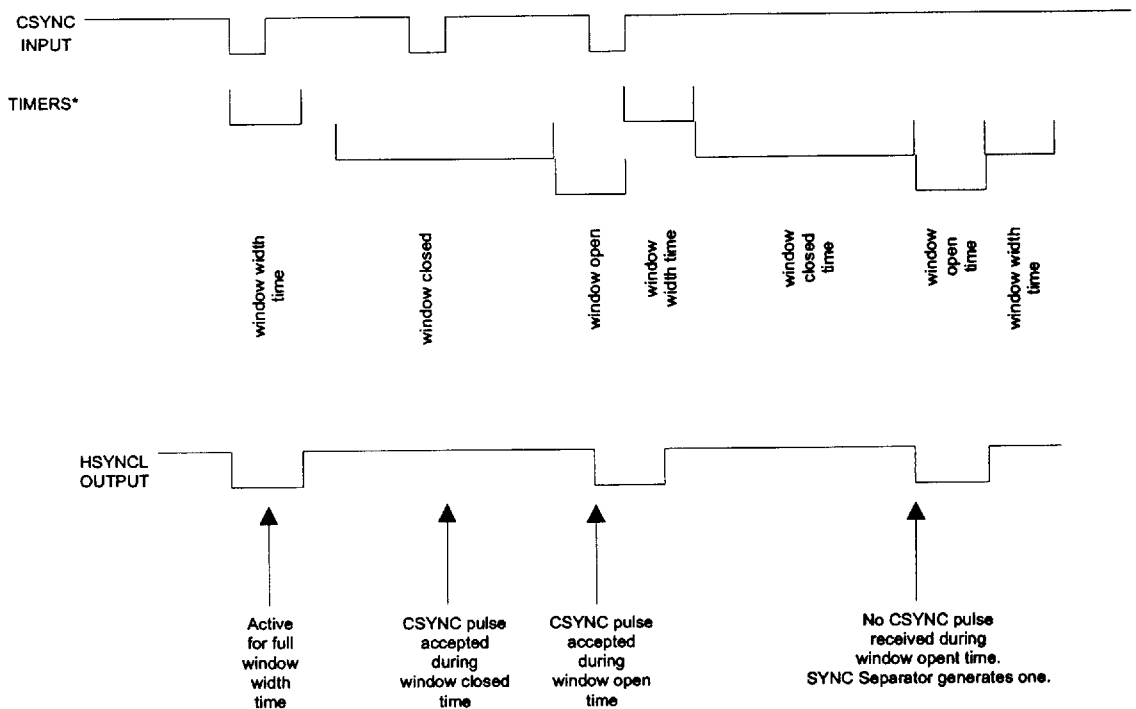 CSYNC
INPUT
TIMERS*
window width
time
window closed
window open
window
width time
window
closed
time
window
open
time
window width
time
HSYNCL
OUTPUT
Active
for full
window
width
time
CSYNC pulse
accepted
during
window closed
time
CSYNC pulse
accepted
during
window open
time
No CSYNC pulse
received during
window opent time.
SYNC Separator generates one.